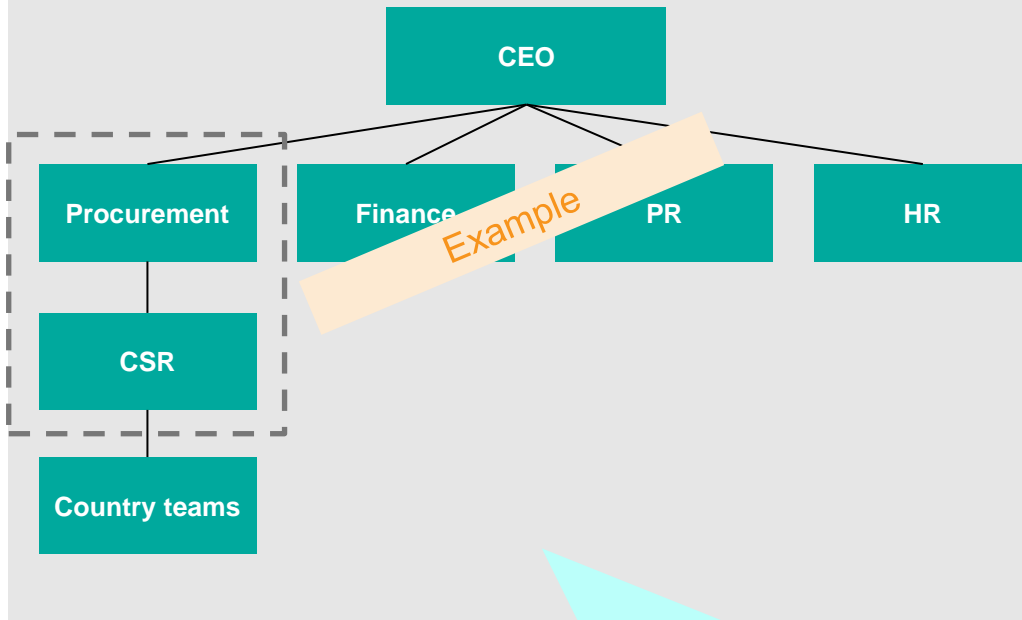 CEO
Procurement
Finance
PR
HR
Example
CSR
Country teams